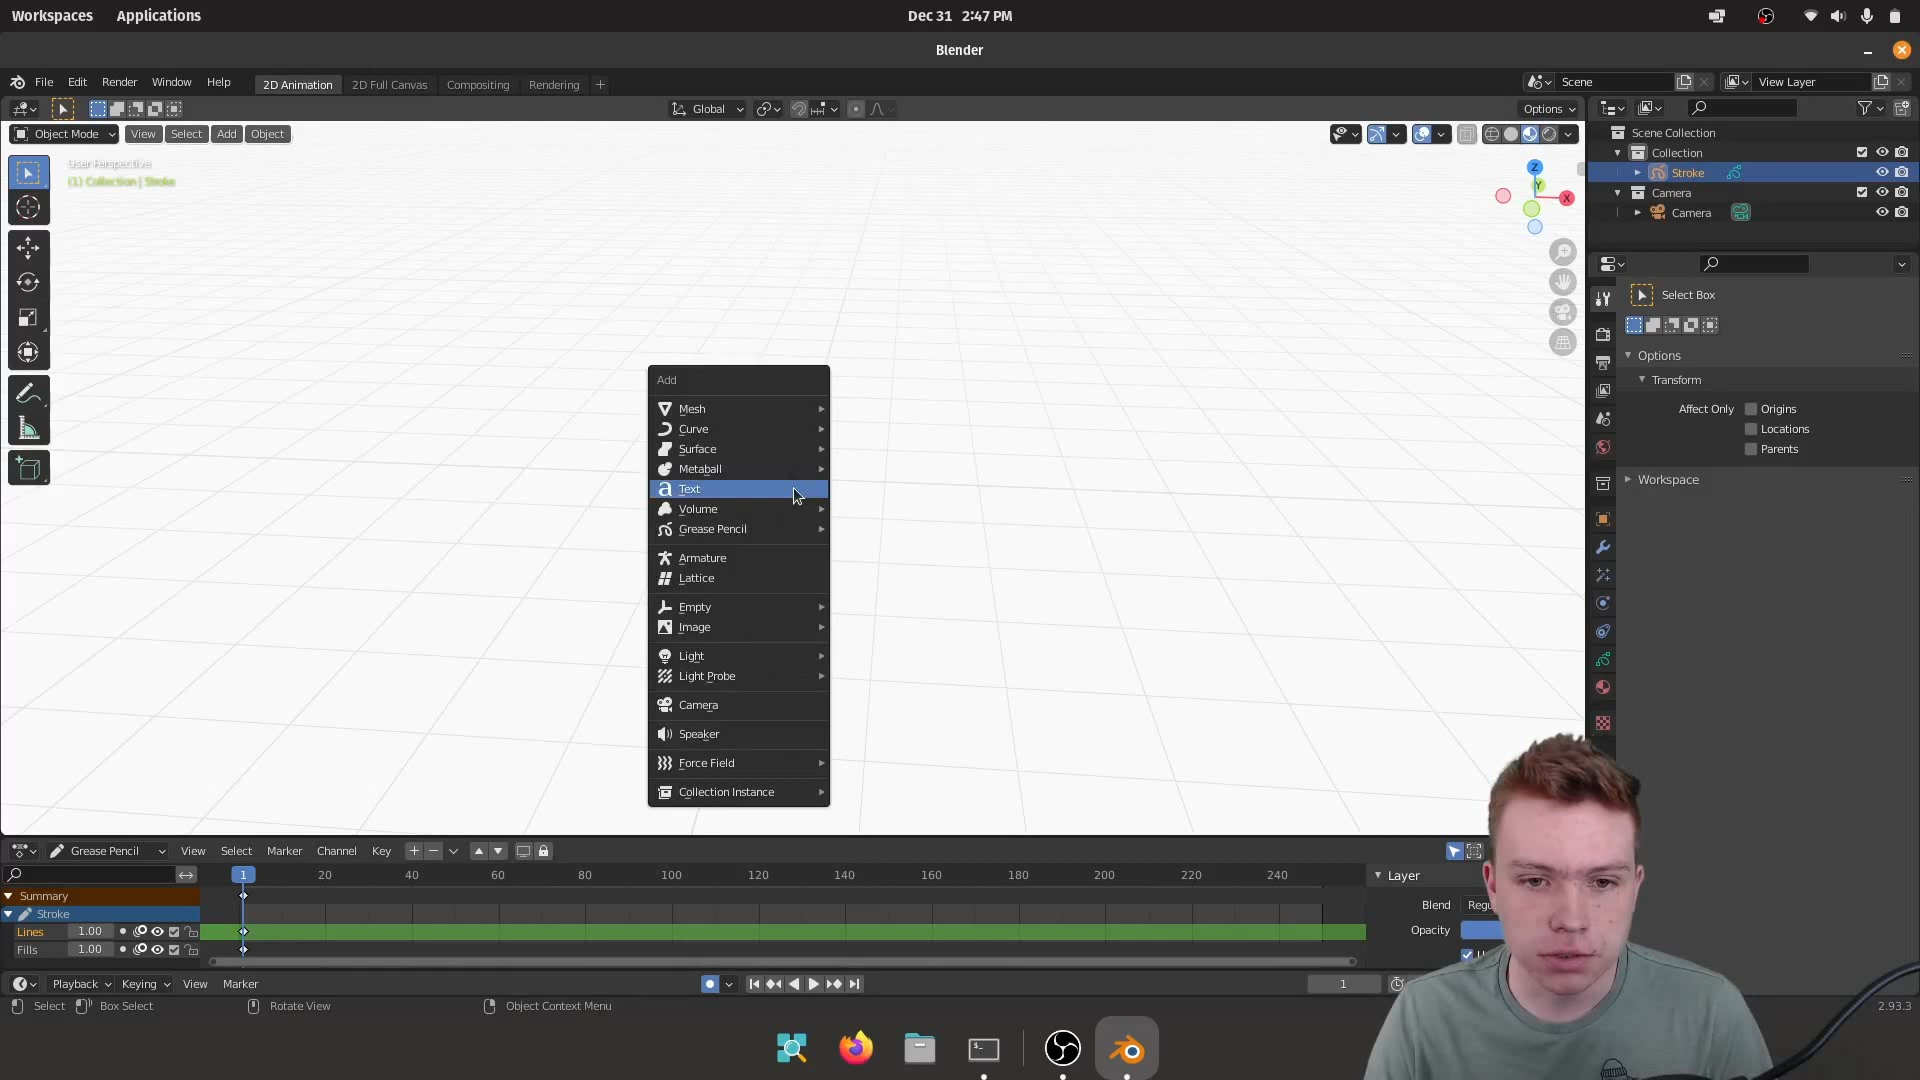 Workspaces Applications Dec 31 2:47 PM
Blender
File Edit Render Window Help 2D Animation 2D Full Canvas Compositing Rendering + Scene View Layer
Global Options
Object Mode View Select Add Object
User Perspective
(1) Collection | Stroke
Z
Y
X
Scene Collection
Collection
Stroke
Camera
Camera
Select Box
Options
Transform
Affect Only Origins
Locations
Parents
Workspace
Add
Mesh
Curve
Surface
Metaball
Text
Volume
Grease Pencil
Armature
Lattice
Empty
Image
Light
Light Probe
Camera
Speaker
Force Field
Collection Instance
Grease Pencil View Select Marker Channel Key
1 20 40 60 80 100 120 140 160 180 200 220 240
Summary
Stroke
Lines 1.00
Fills 1.00
Layer
Blend Regu
Opacity
Playback Keying View Marker 1
Select Box Select Rotate View Object Context Menu 2.93.3